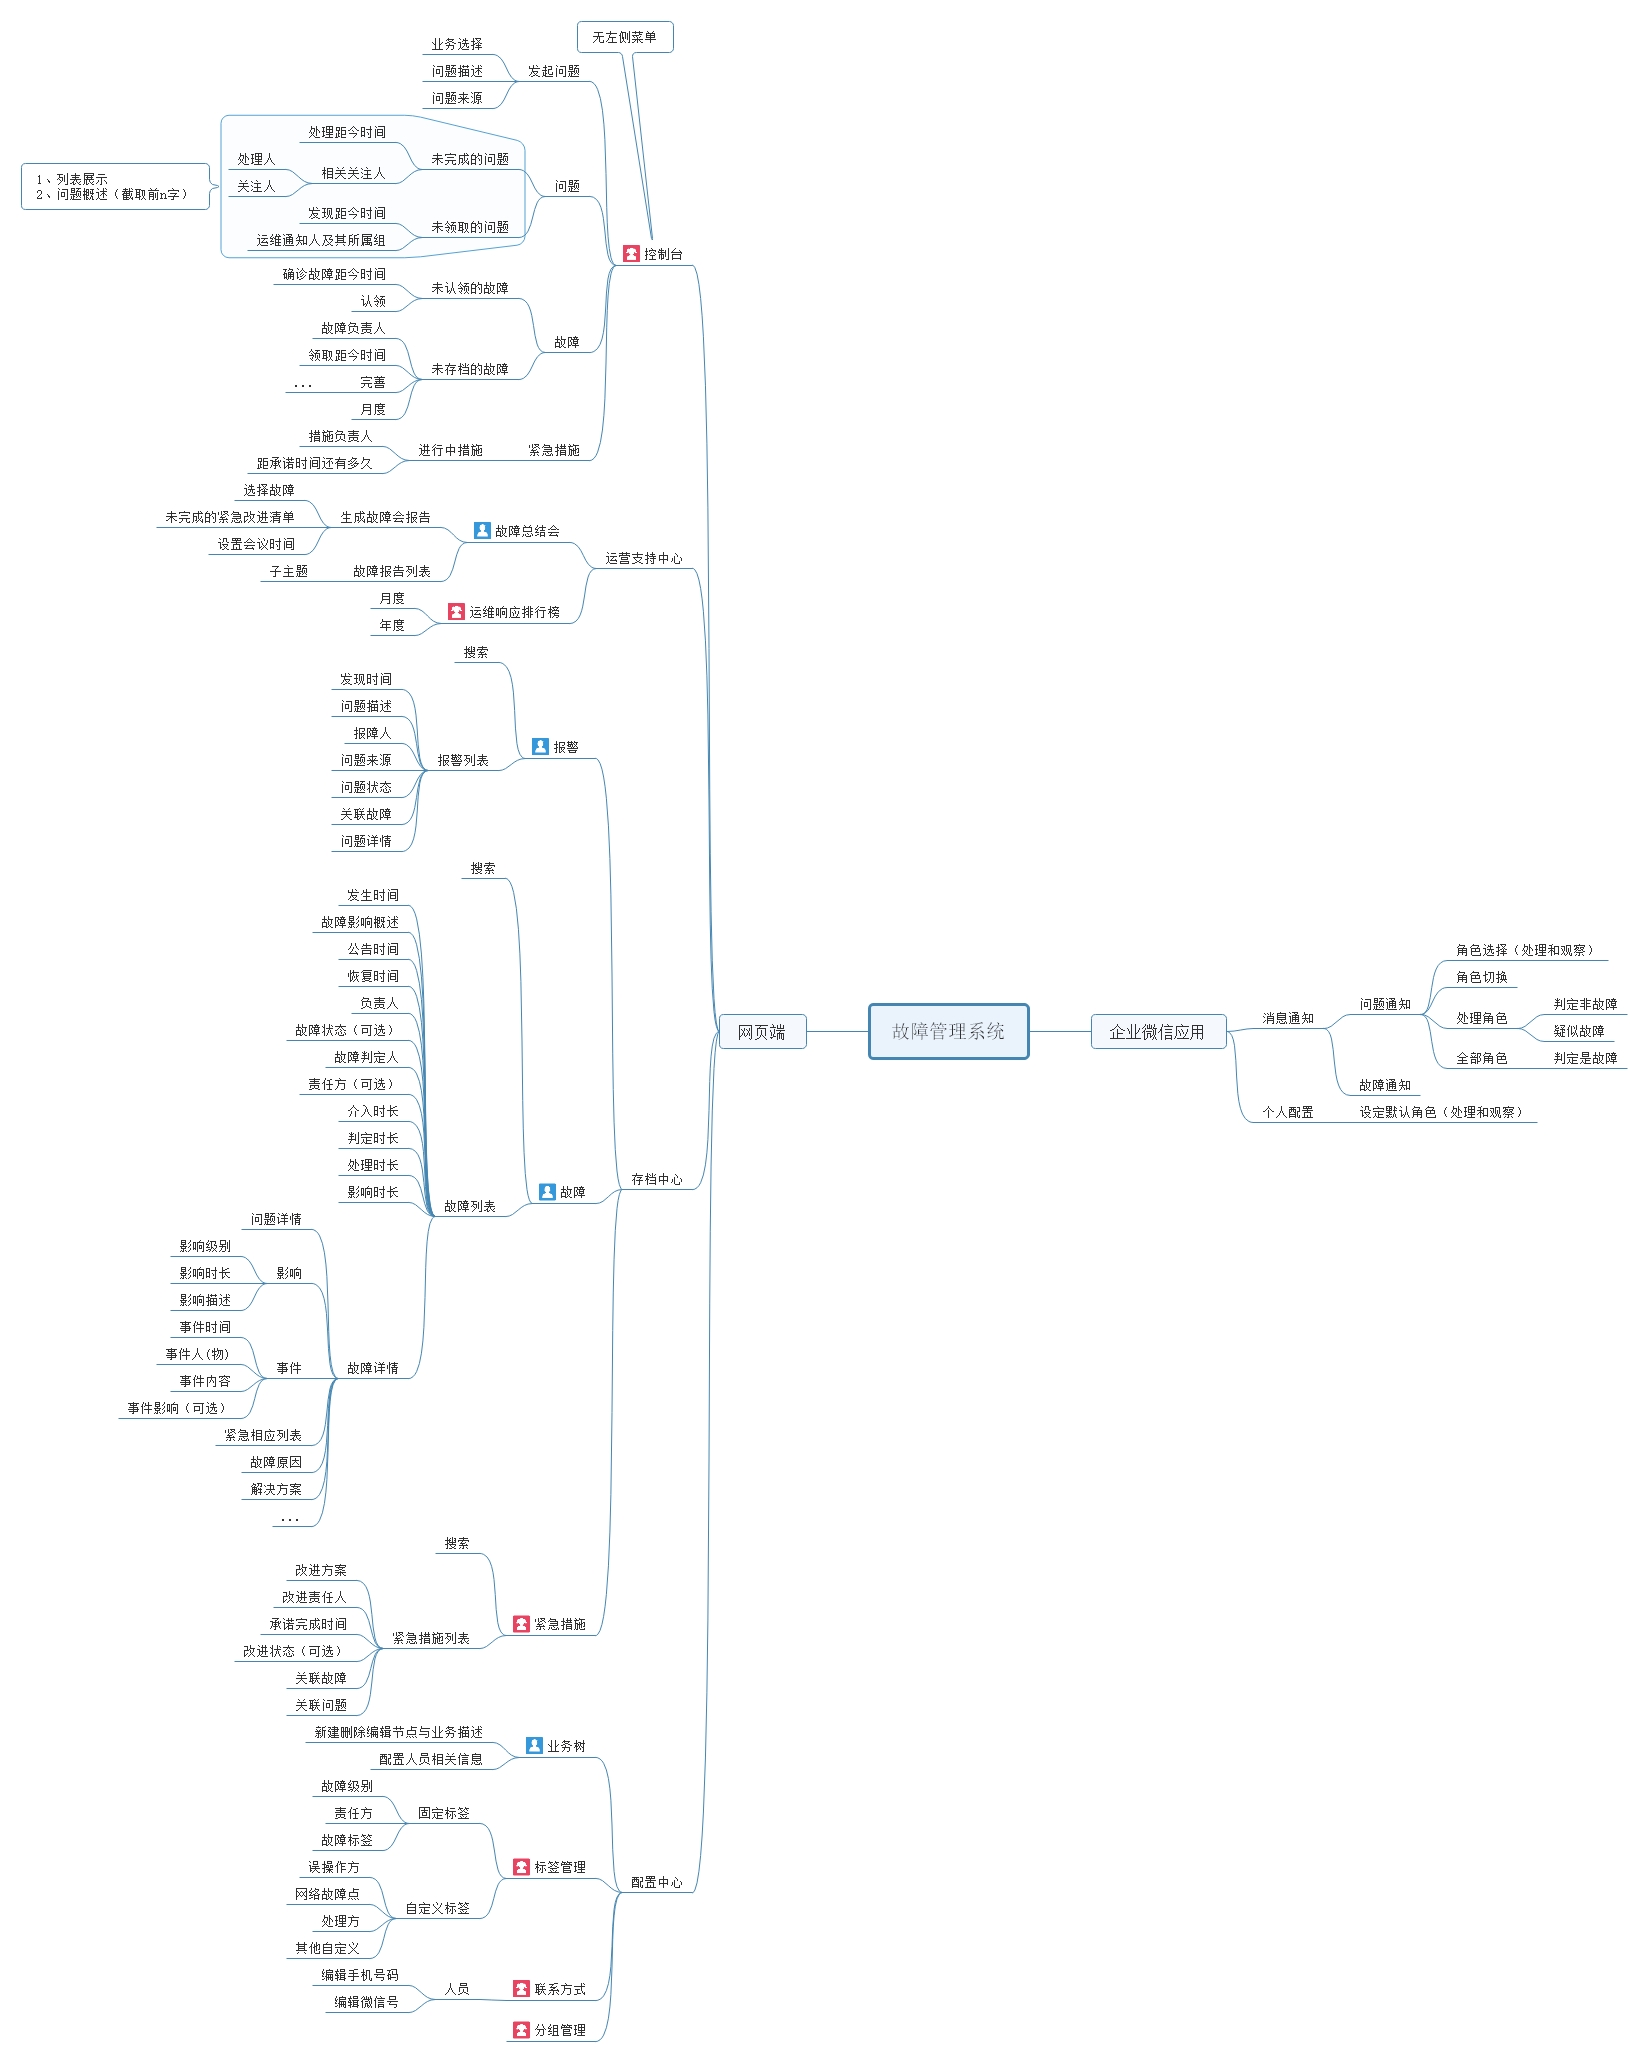 无左侧菜单
业务选择
问题描述
问题来源
发起问题
处理距今时间
处理人
关注人
相关关注人
未完成的问题
1、列表展示
2、问题概述（截取前n字）
问题
发现距今时间
运维通知人及其所属组
未领取的问题
控制台
确诊故障距今时间
认领
未认领的故障
故障
故障负责人
领取距今时间
...
完善
月度
未存档的故障
措施负责人
距承诺时间还有多久
进行中措施
紧急措施
选择故障
未完成的紧急改进清单
设置会议时间
生成故障会报告
故障总结会
子主题
故障报告列表
运营支持中心
月度
年度
运维响应排行榜
搜索
发现时间
问题描述
报障人
问题来源
问题状态
关联故障
问题详情
报警列表
报警
搜索
发生时间
故障影响概述
公告时间
恢复时间
负责人
故障状态（可选）
故障判定人
责任方（可选）
介入时长
判定时长
处理时长
影响时长
故障列表
故障
存档中心
问题详情
影响级别
影响时长
影响描述
影响
事件时间
事件人(物)
事件内容
事件影响（可选）
事件
故障详情
紧急相应列表
故障原因
解决方案
...
搜索
改进方案
改进责任人
承诺完成时间
改进状态（可选）
关联故障
关联问题
紧急措施列表
紧急措施
新建删除编辑节点与业务描述
配置人员相关信息
业务树
故障级别
责任方
故障标签
固定标签
标签管理
误操作方
网络故障点
处理方
其他自定义
自定义标签
配置中心
编辑手机号码
编辑微信号
人员
联系方式
分组管理
网页端
故障管理系统
企业微信应用
消息通知
问题通知
角色选择（处理和观察）
角色切换
处理角色
判定非故障
疑似故障
全部角色
判定是故障
故障通知
个人配置
设定默认角色（处理和观察）